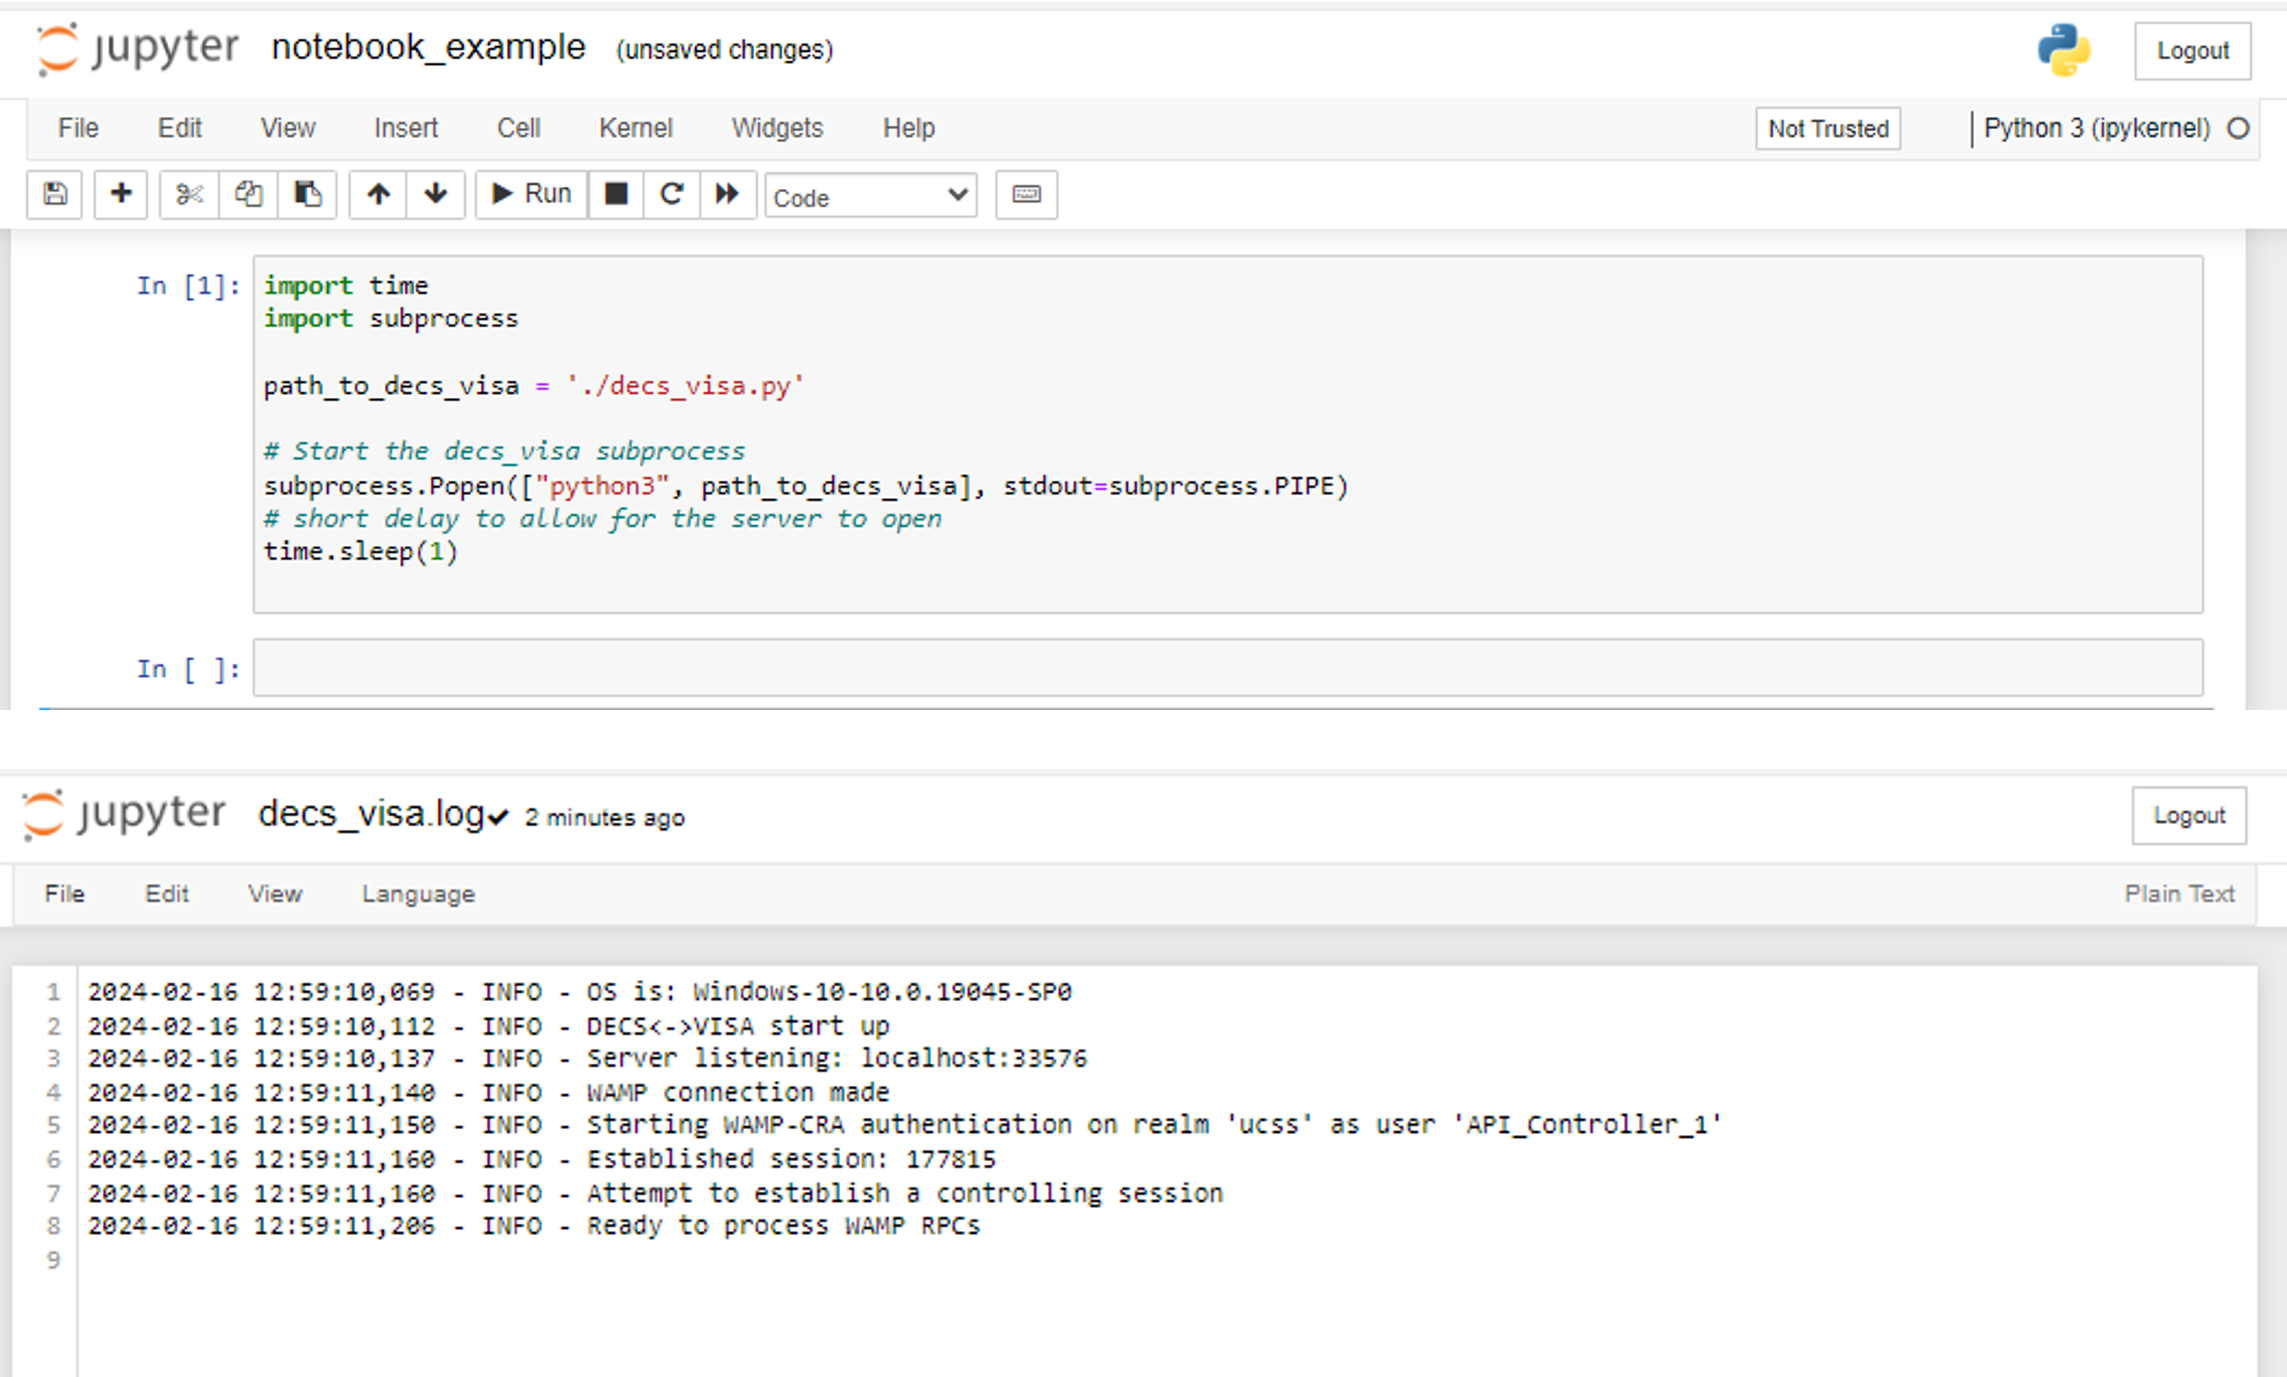 jupyter notebook_example (unsaved changes) Logout
File Edit View Insert Cell Kernel Widgets Help Not Trusted Python 3 (ipykernel)
Run Code
In [1]: import time
import subprocess
path_to_decs_visa = './decs_visa.py'
# Start the decs_visa subprocess
subprocess.Popen(["python3", path_to_decs_visa], stdout=subprocess.PIPE)
# short delay to allow for the server to open
time.sleep(1)
In [ ]:
jupyter decs_visa.log 2 minutes ago Logout
File Edit View Language Plain Text
1 2024-02-16 12:59:10,069 - INFO - OS is: Windows-10-10.0.19045-SP0
2 2024-02-16 12:59:10,112 - INFO - DECS<->VISA start up
3 2024-02-16 12:59:10,137 - INFO - Server listening: localhost:33576
4 2024-02-16 12:59:11,140 - INFO - WAMP connection made
5 2024-02-16 12:59:11,150 - INFO - Starting WAMP-CRA authentication on realm 'ucss' as user 'API_Controller_1'
6 2024-02-16 12:59:11,160 - INFO - Established session: 177815
7 2024-02-16 12:59:11,160 - INFO - Attempt to establish a controlling session
8 2024-02-16 12:59:11,206 - INFO - Ready to process WAMP RPCs
9